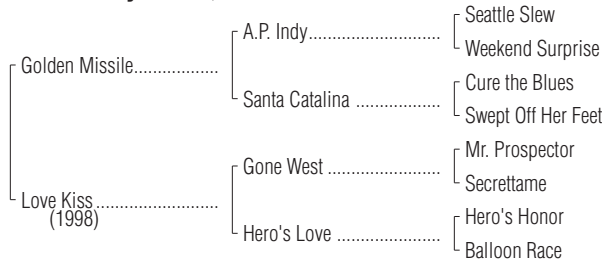 Seattle Slew
A.P. Indy..............................
Weekend Surprise
Golden Missile...................
Cure the Blues
Santa Catalina ...................
Swept Off Her Feet
Mr. Prospector
Gone West .........................
Secrettame
Love Kiss...........................
(1998)
Hero's Honor
Hero's Love .......................
Balloon Race